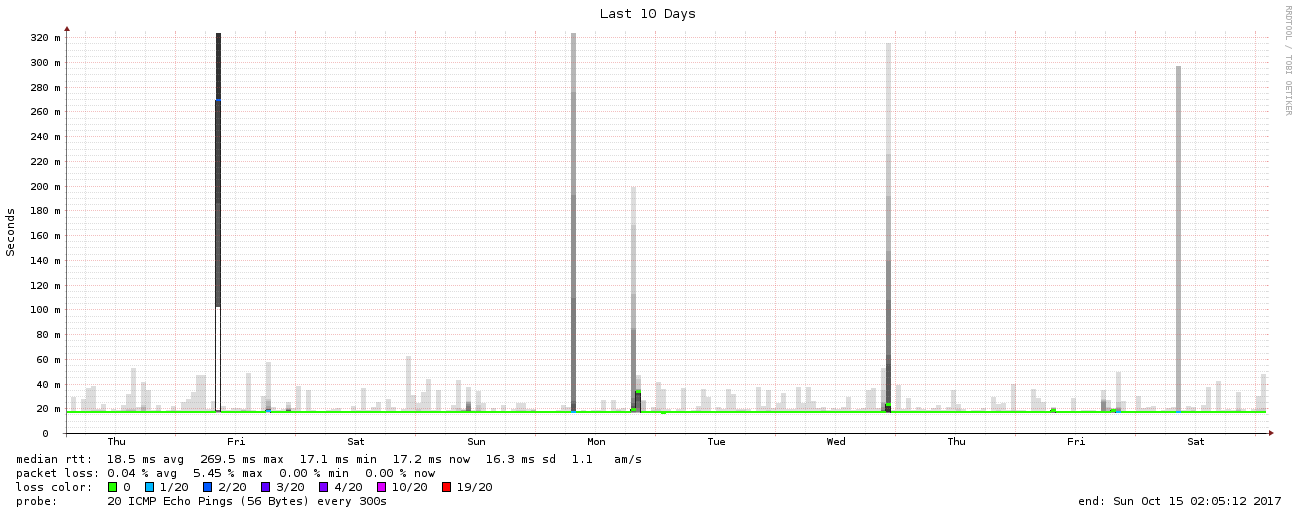 Last 10 Days
RRDTOOL / TOBI OETIKER
Seconds
320 m
300 m
280 m
260 m
240 m
220 m
200 m
180 m
160 m
140 m
120 m
100 m
80 m
60 m
40 m
20 m
0
Thu Fri Sat Sun Mon Tue Wed Thu Fri Sat
median rtt: 18.5 ms avg 269.5 ms max 17.1 ms min 17.2 ms now 16.3 ms sd 1.1 am/s
packet loss: 0.04 % avg 5.45 % max 0.00 % min 0.00 % now
loss color: 0 1/20 2/20 3/20 4/20 10/20 19/20
probe: 20 ICMP Echo Pings (56 Bytes) every 300s end: Sun Oct 15 02:05:12 2017